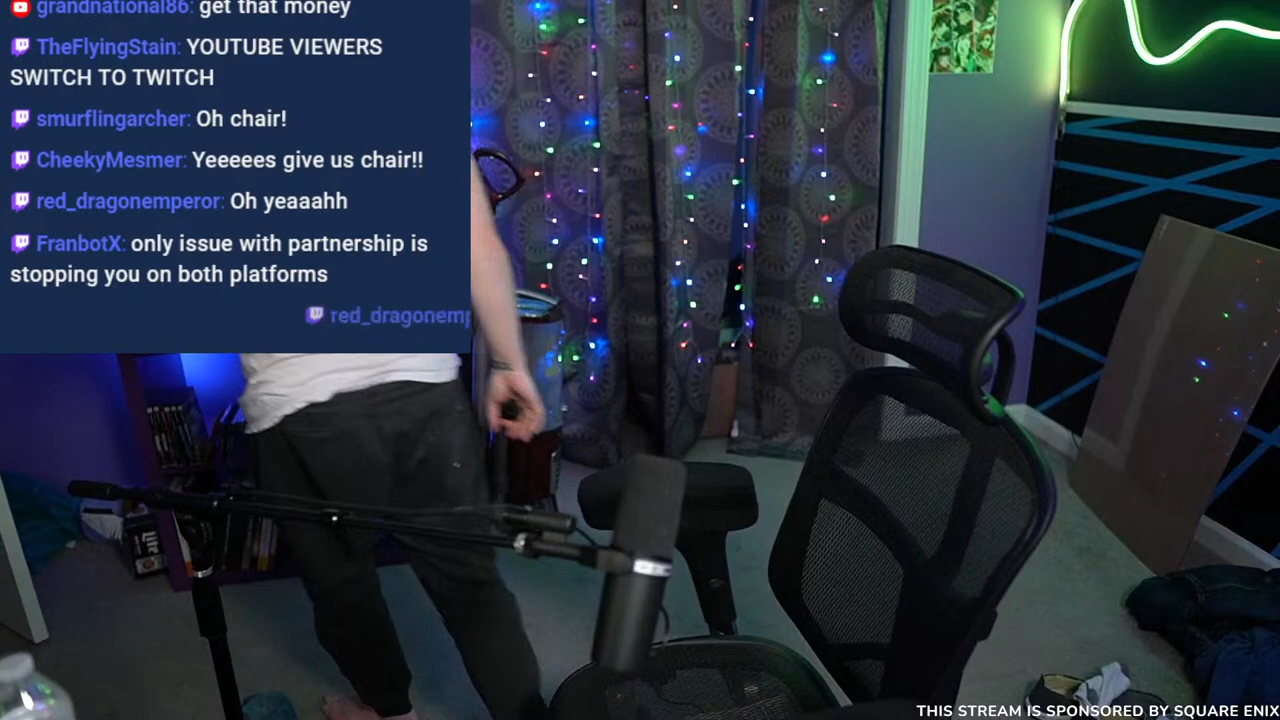 grandnational86: get that money
TheFlyingStain: YOUTUBE VIEWERS
SWITCH TO TWITCH
smurflingarcher: Oh chair!
CheekyMesmer: Yeeeees give us chair!!
red_dragonemperor: Oh yeaaahh
FranbotX: only issue with partnership is
stopping you on both platforms
red_dragonemp
Lite
THIS STREAM IS SPONSORED BY SQUARE ENIX